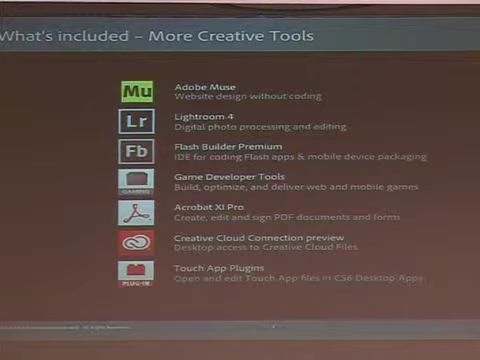 What's included – More Creative Tools
Mu
Adobe Muse
Website design without coding
Lr
Lightroom 4
Digital photo processing and editing
Fb
Flash Builder Premium
IDE for coding Flash apps & mobile device packaging
GAMING
Game Developer Tools
Build, optimize, and deliver web and mobile games
Acrobat XI Pro
Create, edit and sign PDF documents and forms
Creative Cloud Connection preview
Desktop access to Creative Cloud Files
PLUG-IN
Touch App Plugins
Open and edit Touch App files in CS6 Desktop Apps